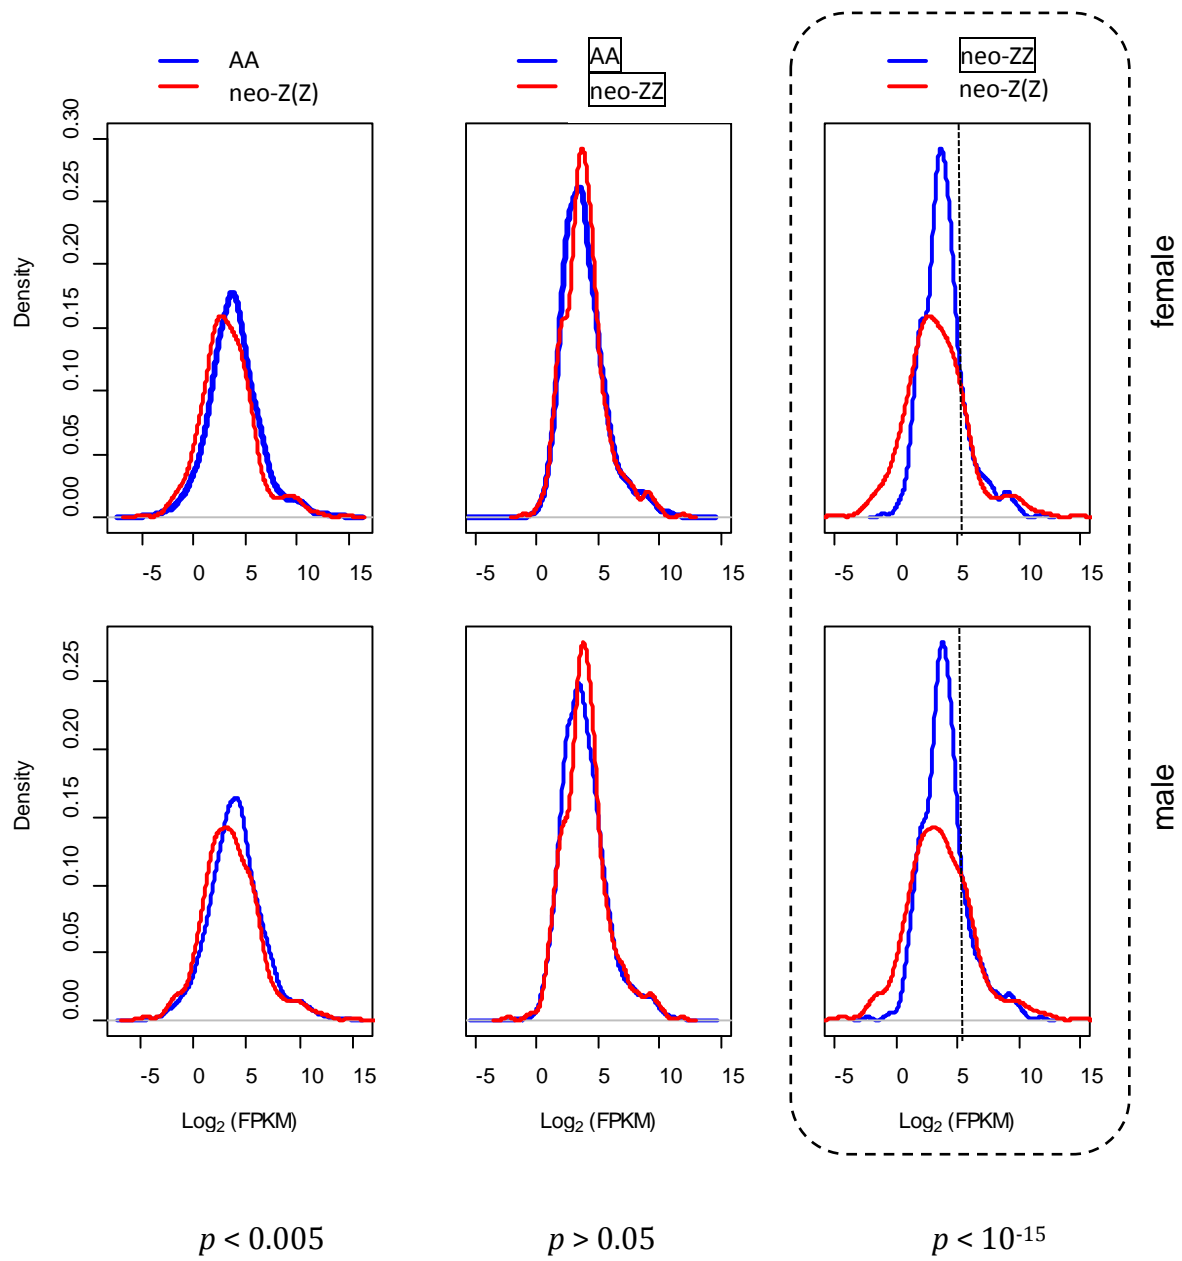 AA
neo-Z(Z)
AA
neo-ZZ
neo-ZZ
neo-Z(Z)
Density
0.00 0.05 0.10 0.15 0.20 0.25 0.30
-5 0 5 10 15
-5 0 5 10 15
-5 0 5 10 15
female
Density
0.00 0.05 0.10 0.15 0.20 0.25
-5 0 5 10 15
-5 0 5 10 15
-5 0 5 10 15
male
Log₂ (FPKM)
Log₂ (FPKM)
Log₂ (FPKM)
p < 0.005
p > 0.05
p < 10⁻¹⁵